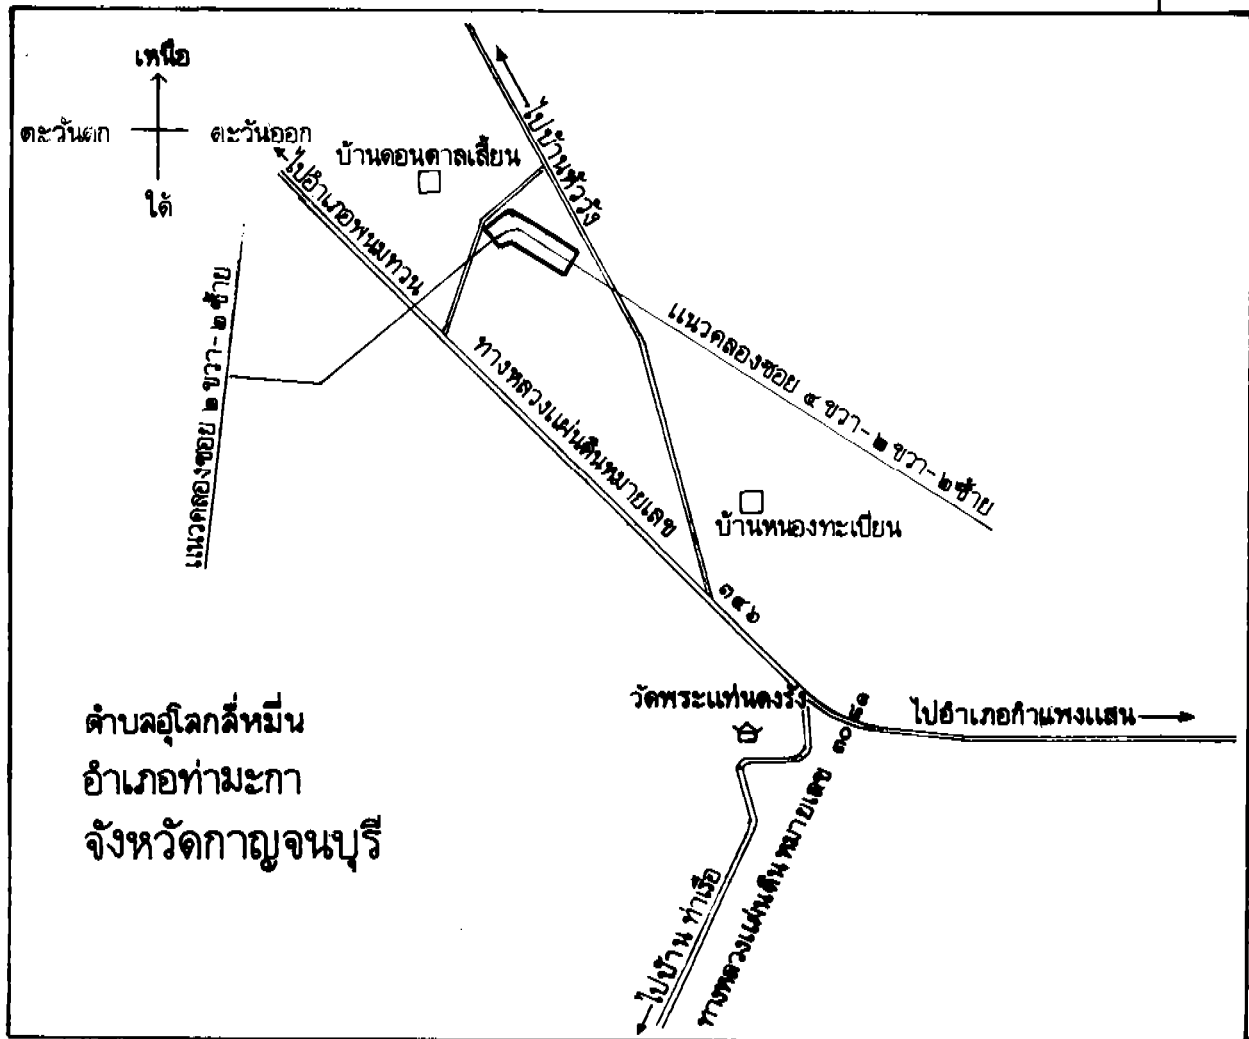 เหนือ
ตะวันตก
ตะวันออก
ใต้
บ้านดอนตาลเสี้ยน
ไปบ้านหัววัง
ไปอำเภอพนมทวน
แนวคลองซอย ๒ ขวา-๒ ซ้าย
แนวคลองซอย ๔ ขวา-๒ ขวา-๒ ซ้าย
ทางหลวงแผ่นดินหมายเลข
๓๔๖
บ้านหนองทะเบียน
วัดพระแท่นดงรัง
ไปอำเภอกำแพงแสน
ทางหลวงแผ่นดิน หมายเลข
ไปบ้าน ท่าเรือ
ตำบลอุโลกสี่หมื่น
อำเภอท่ามะกา
จังหวัดกาญจนบุรี